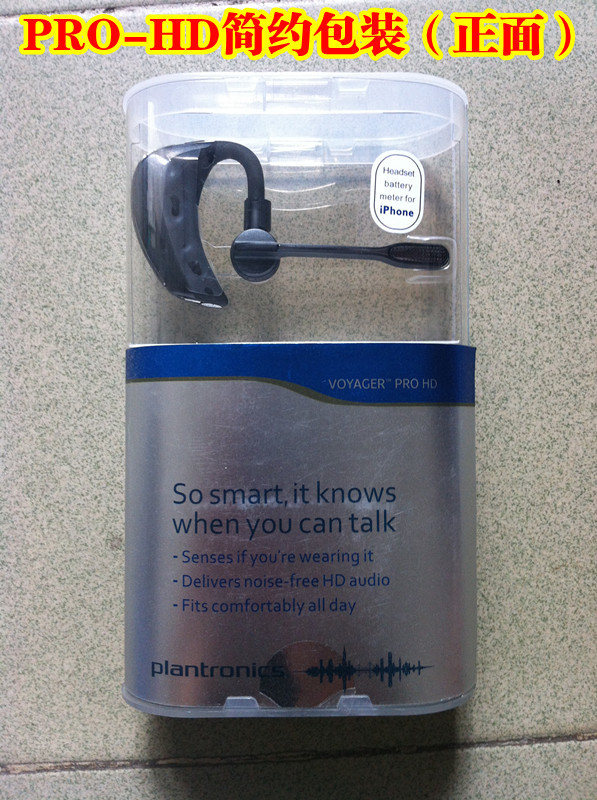 PRO-HD简约包装（正面）
Headset
battery
meter for
iPhone
VOYAGER™ PRO HD
So smart, it knows
when you can talk
- Senses if you're wearing it
- Delivers noise-free HD audio
- Fits comfortably all day
plantronics